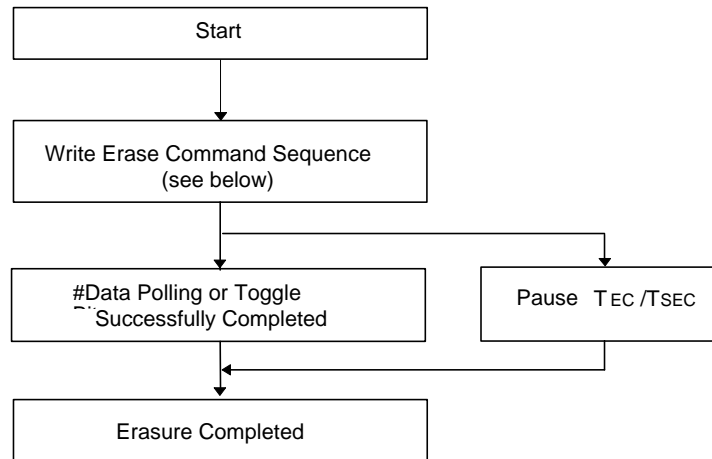 Start
Write Erase Command Sequence
(see below)
#Data Polling or Toggle
Successfully Completed
Pause TEC /TSEC
Erasure Completed